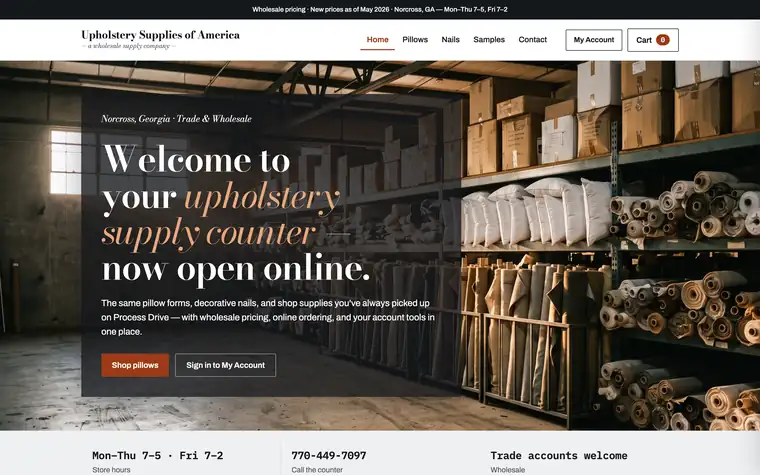 Wholesale pricing · New prices as of May 2026 · Norcross, GA — Mon–Thu 7–5, Fri 7–2
Upholstery Supplies of America
— a wholesale supply company —
Home Pillows Nails Samples Contact My Account Cart 0
Norcross, Georgia · Trade & Wholesale
Welcome to
your upholstery
supply counter —
now open online.
The same pillow forms, decorative nails, and shop supplies you've always picked up
on Process Drive — with wholesale pricing, online ordering, and your account tools in
one place.
Shop pillows Sign in to My Account
Mon–Thu 7–5 · Fri 7–2 770-449-7097 Trade accounts welcome
Store hours Call the counter Wholesale